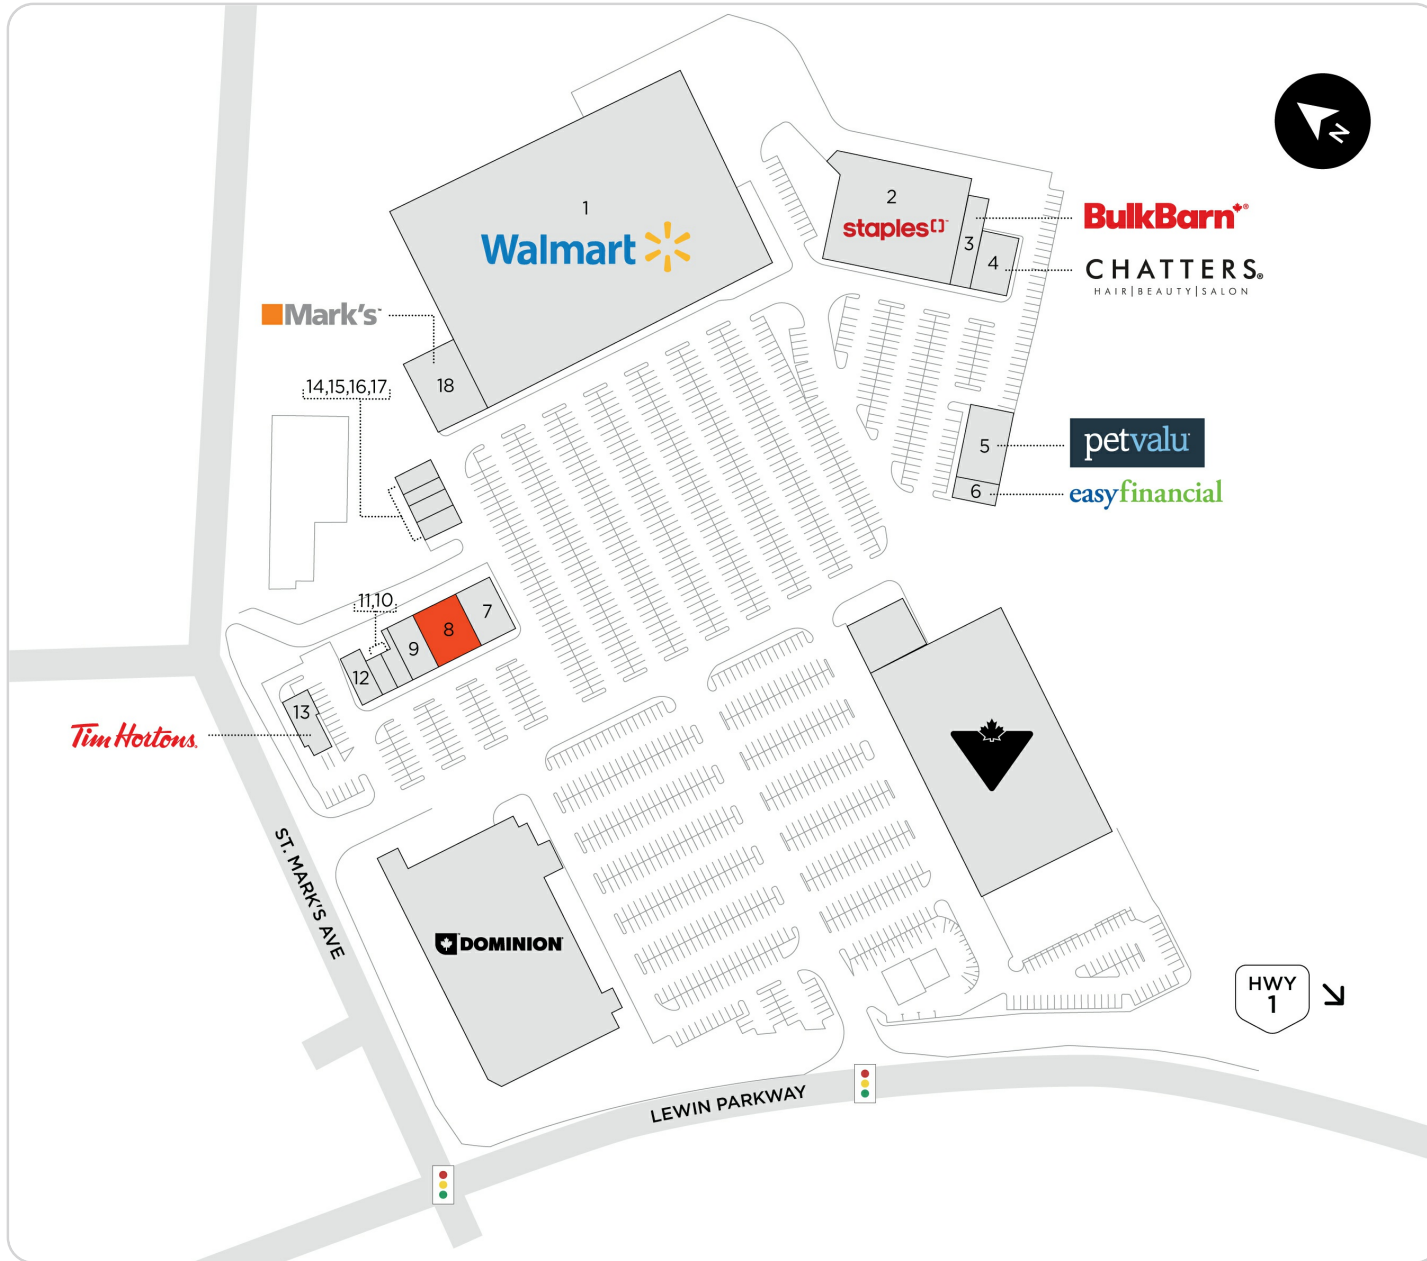 N
1
Walmart
2
staples
3
4
BulkBarn®
CHATTERS®
HAIR|BEAUTY|SALON
Mark's
18
14,15,16,17
5
6
petvalu
easyfinancial
11,10
7
8
9
12
13
Tim Hortons
ST. MARK'S AVE
DOMINION
HWY
1
LEWIN PARKWAY